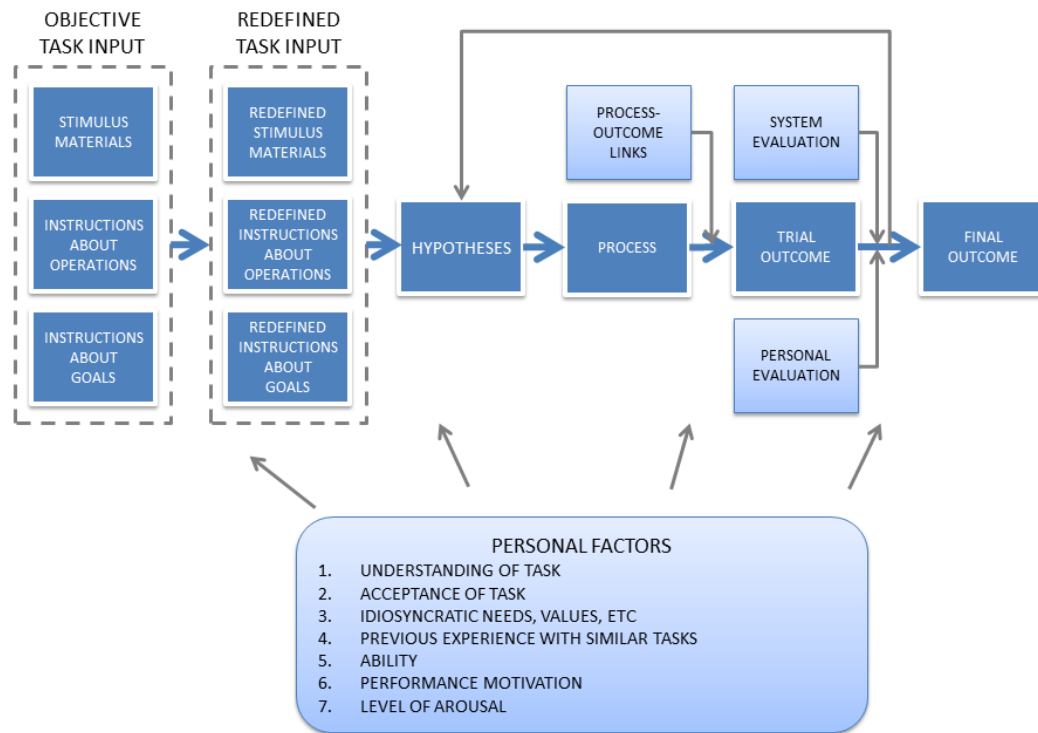 OBJECTIVE
TASK INPUT
STIMULUS
MATERIALS
INSTRUCTIONS
ABOUT
OPERATIONS
INSTRUCTIONS
ABOUT
GOALS
REDEFINED
TASK INPUT
REDEFINED
STIMULUS
MATERIALS
REDEFINED
INSTRUCTIONS
ABOUT
OPERATIONS
REDEFINED
INSTRUCTIONS
ABOUT
GOALS
HYPOTHESES
PROCESS-
OUTCOME
LINKS
PROCESS
SYSTEM
EVALUATION
TRIAL
OUTCOME
PERSONAL
EVALUATION
FINAL
OUTCOME
PERSONAL FACTORS
1. UNDERSTANDING OF TASK
2. ACCEPTANCE OF TASK
3. IDIOSYNCRATIC NEEDS, VALUES, ETC
4. PREVIOUS EXPERIENCE WITH SIMILAR TASKS
5. ABILITY
6. PERFORMANCE MOTIVATION
7. LEVEL OF AROUSAL